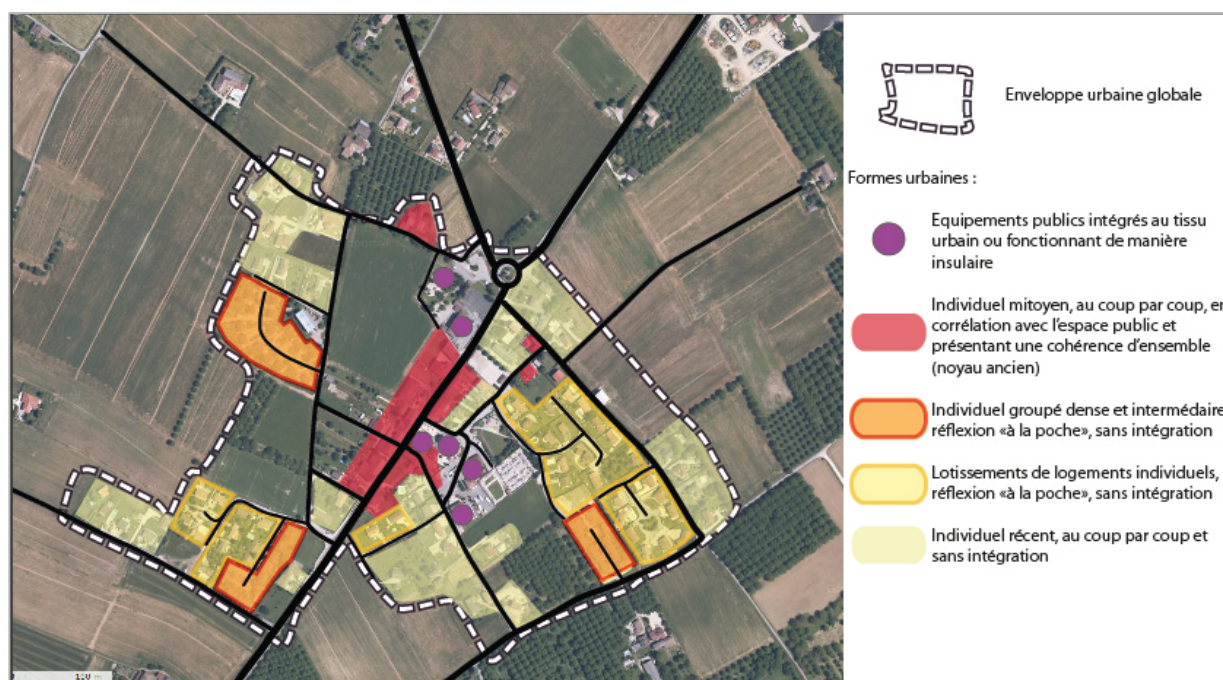 Enveloppe urbaine globale
Formes urbaines :
Equipements publics intégrés au tissu
urbain ou fonctionnant de manière
insulaire
Individuel mitoyen, au coup par coup, en
corrélation avec l'espace public et
présentant une cohérence d'ensemble
(noyau ancien)
Individuel groupé dense et intermédaire
réflexion «à la poche», sans intégration
Lotissements de logements individuels,
réflexion «à la poche», sans intégration
Individuel récent, au coup par coup et
sans intégration